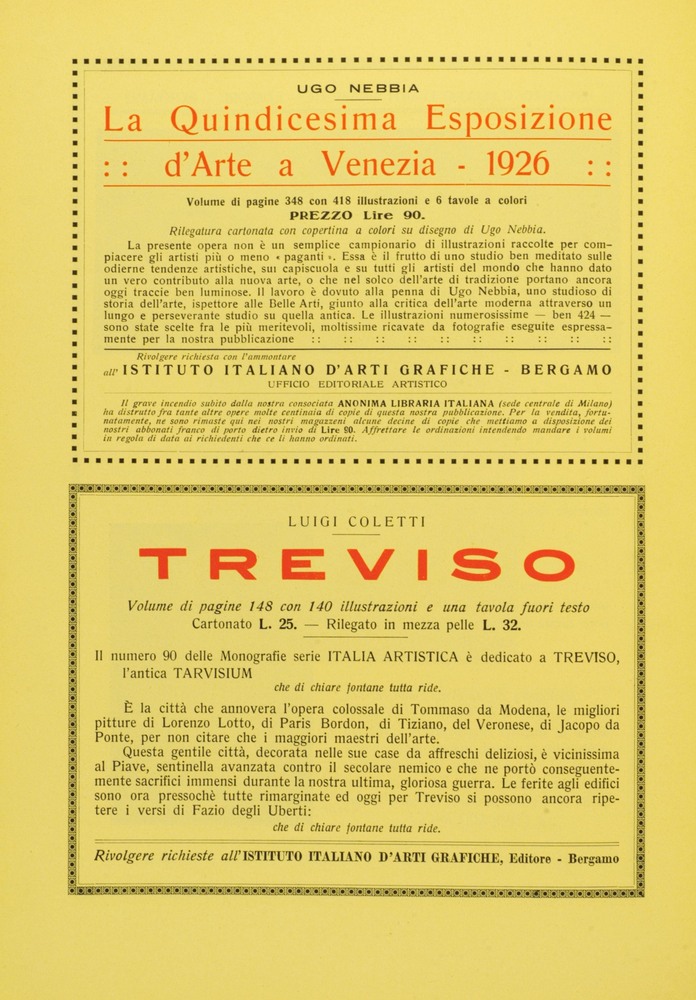 UGO NEBBIA
La Quindicesima Esposizione
:: d'Arte a Venezia - 1926 ::
Volume di pagine 348 con 418 illustrazioni e 6 tavole a colori
PREZZO Lire 90.
Rilegatura cartonata con copertina a colori su disegno di Ugo Nebbia.
La presente opera non è un semplice campionario di illustrazioni raccolte per com-
piacere gli artisti più o meno « paganti ». Essa è il frutto di uno studio ben meditato sulle
odierne tendenze artistiche, sui capiscuola e su tutti gli artisti del mondo che hanno dato
un vero contributo alla nuova arte, o che nel solco dell'arte di tradizione portano ancora
oggi traccie ben luminose. Il lavoro è dovuto alla penna di Ugo Nebbia, uno studioso di
storia dell'arte, ispettore alle Belle Arti, giunto alla critica dell'arte moderna attraverso un
lungo e perseverante studio su quella antica. Le illustrazioni numerosissime — ben 424 —
sono state scelte fra le più meritevoli, moltissime ricavate da fotografie eseguite espressa-
mente per la nostra pubblicazione :: :: :: :: :: :: :: :: :: ::
Rivolgere richiesta con l'ammontare
all' ISTITUTO ITALIANO D'ARTI GRAFICHE - BERGAMO
UFFICIO EDITORIALE ARTISTICO
Il grave incendio subito dalla nostra consociata ANONIMA LIBRARIA ITALIANA (sede centrale di Milano)
ha distrutto fra tante altre opere molte centinaia di copie di questa nostra pubblicazione. Per la vendita, fortu-
natamente, ne sono rimaste qui nei nostri magazzeni alcune decine di copie che mettiamo a disposizione dei
nostri abbonati franco di porto dietro invio di Lire 90. Affrettare le ordinazioni intendendo mandare i volumi
in regola di data ai richiedenti che ce li hanno ordinati.
LUIGI COLETTI
TREVISO
Volume di pagine 148 con 140 illustrazioni e una tavola fuori testo
Cartonato L. 25. — Rilegato in mezza pelle L. 32.
Il numero 90 delle Monografie serie ITALIA ARTISTICA è dedicato a TREVISO,
l'antica TARVISIUM
che di chiare fontane tutta ride.
È la città che annovera l'opera colossale di Tommaso da Modena, le migliori
pitture di Lorenzo Lotto, di Paris Bordon, di Tiziano, del Veronese, di Jacopo da
Ponte, per non citare che i maggiori maestri dell'arte.
Questa gentile città, decorata nelle sue case da affreschi deliziosi, è vicinissima
al Piave, sentinella avanzata contro il secolare nemico e che ne portò conseguente-
mente sacrifici immensi durante la nostra ultima, gloriosa guerra. Le ferite agli edifici
sono ora pressochè tutte rimarginate ed oggi per Treviso si possono ancora ripe-
tere i versi di Fazio degli Uberti:
che di chiare fontane tutta ride.
Rivolgere richieste all'ISTITUTO ITALIANO D'ARTI GRAFICHE, Editore - Bergamo